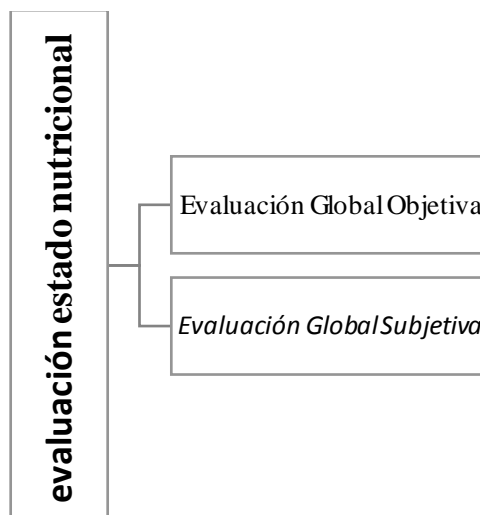 evaluación estado nutricional
Evaluación Global Objetiva
Evaluación Global Subjetiva